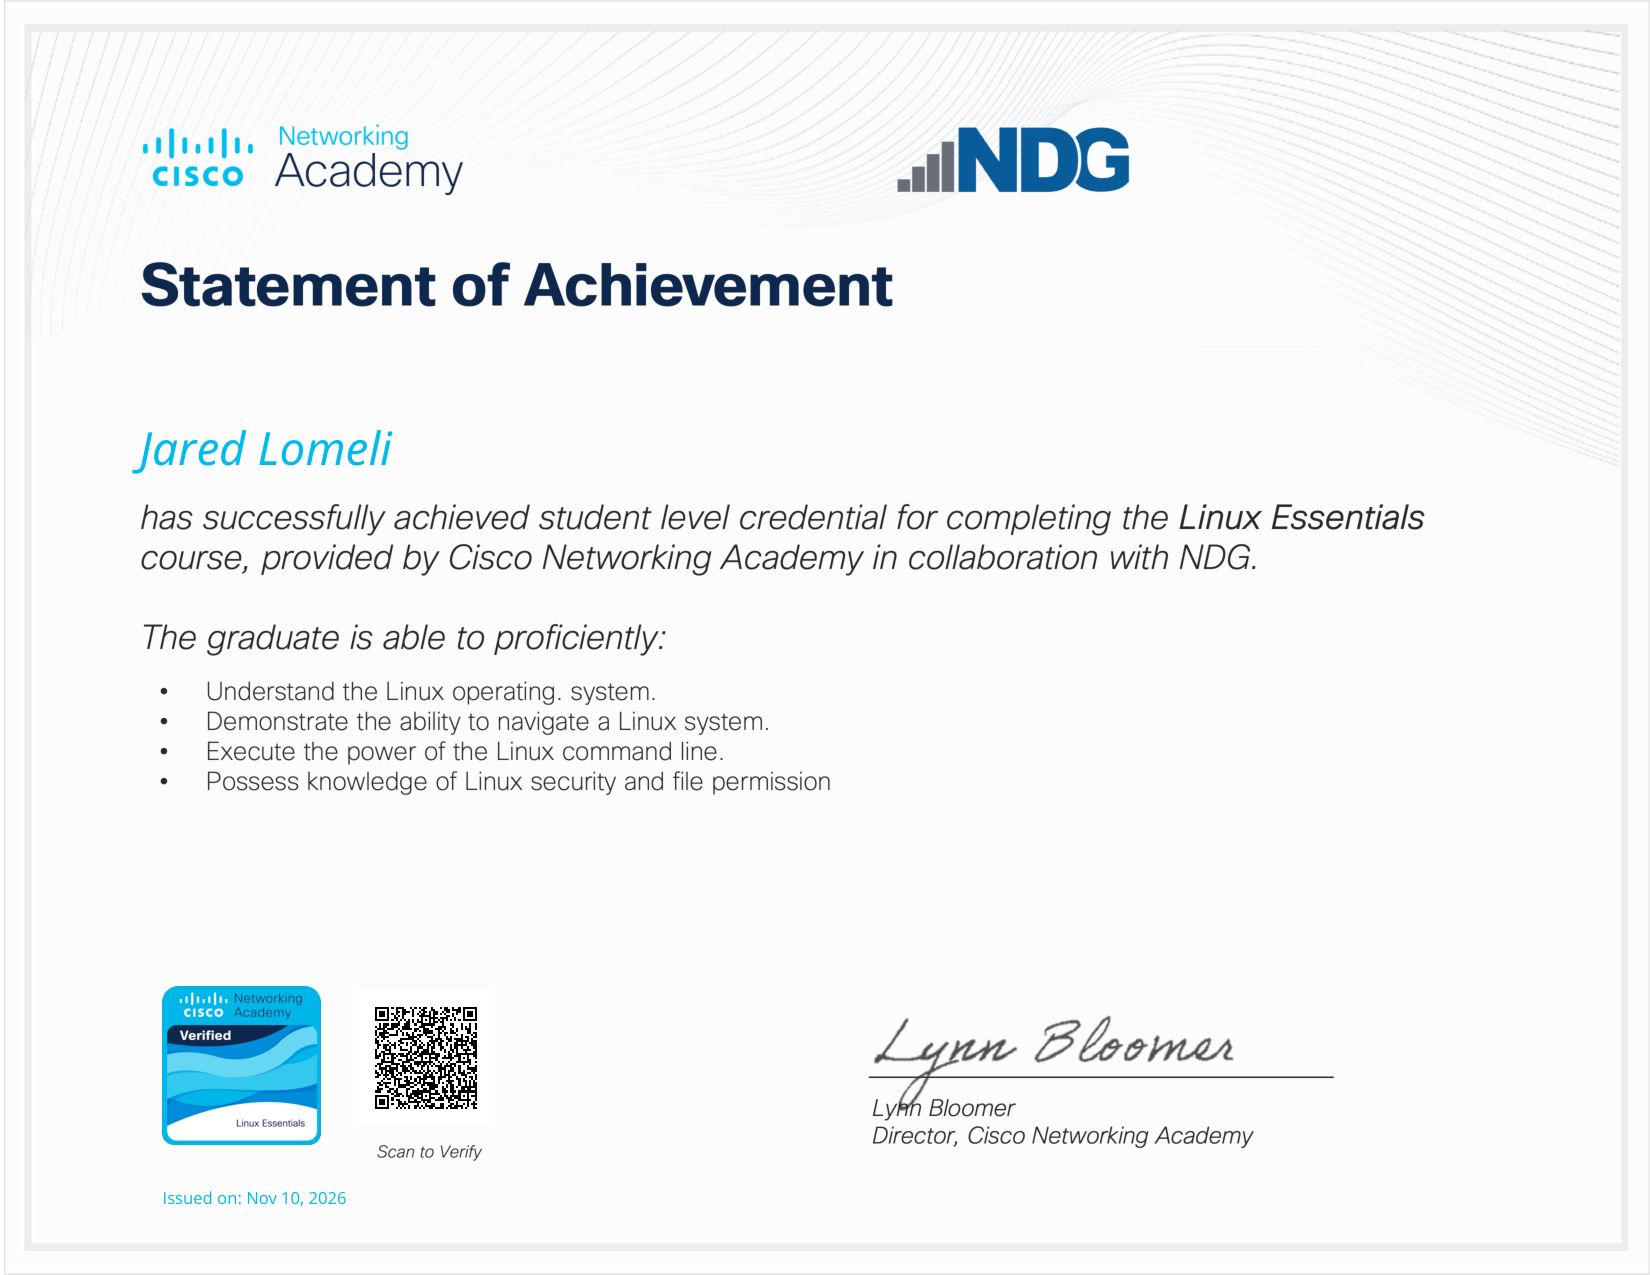 Networking
Academy
CISCO
NDG
Statement of Achievement
Jared Lomeli
has successfully achieved student level credential for completing the Linux Essentials
course, provided by Cisco Networking Academy in collaboration with NDG.
The graduate is able to proficiently:
• Understand the Linux operating. system.
• Demonstrate the ability to navigate a Linux system.
• Execute the power of the Linux command line.
• Possess knowledge of Linux security and file permission
Networking
CISCO Academy
Verified
Linux Essentials
Scan to Verify
Issued on: Nov 10, 2026
Lynn Bloomer
Lynn Bloomer
Director, Cisco Networking Academy